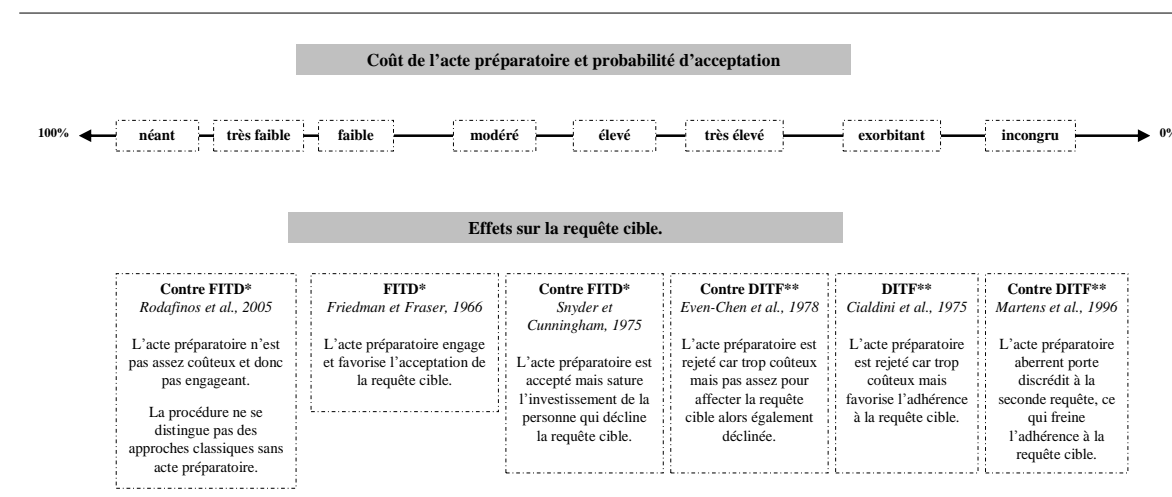 Coût de l’acte préparatoire et probabilité d’acceptation
100% néant très faible faible modéré élevé très élevé exorbitant incongru 0%
Effets sur la requête cible.
Contre FITD*
Rodafinos et al., 2005
L’acte préparatoire n’est
pas assez coûteux et donc
pas engageant.
La procédure ne se
distingue pas des
approches classiques sans
acte préparatoire.
FITD*
Friedman et Fraser, 1966
L’acte préparatoire engage
et favorise l’acceptation de
la requête cible.
Contre FITD*
Snyder et
Cunningham, 1975
L’acte préparatoire est
accepté mais sature
l’investissement de la
personne qui décline
la requête cible.
Contre DITF**
Even-Chen et al., 1978
L’acte préparatoire est
rejeté car trop coûteux
mais pas assez pour
affecter la requête
cible alors également
déclinée.
DITF**
Cialdini et al., 1975
L’acte préparatoire
est rejeté car trop
coûteux mais
favorise l’adhérence
à la requête cible.
Contre DITF**
Martens et al., 1996
L’acte préparatoire
aberrent porte
discrédit à la
seconde requête, ce
qui freine
l’adhérence à la
requête cible.